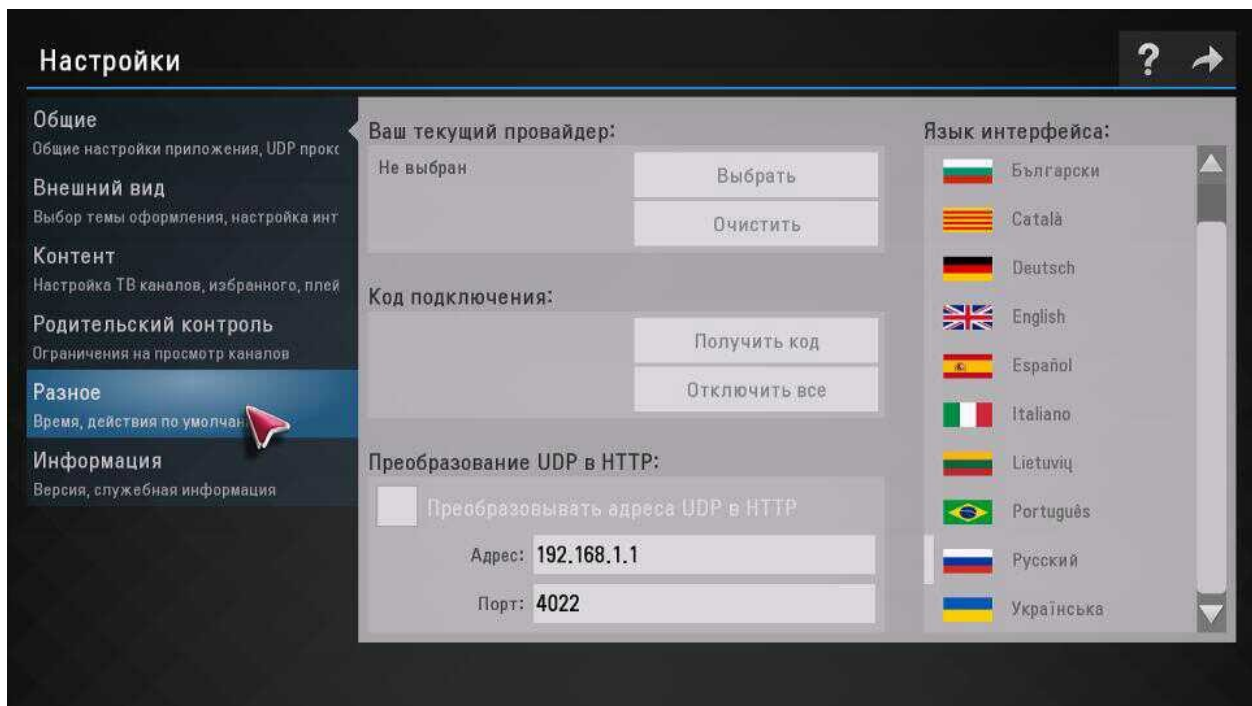 Настройки
?
Общие
Общие настройки приложения, UDP прокс
Внешний вид
Выбор темы оформления, настройка инт
Контент
Настройка ТВ каналов, избранного, плей
Родительский контроль
Ограничения на просмотр каналов
Разное
Время, действия по умолчан
Информация
Версия, служебная информация
Ваш текущий провайдер:
Не выбран
Выбрать
Очистить
Код подключения:
Получить код
Отключить все
Преобразование UDP в HTTP:
Преобразовывать адреса UDP в HTTP
Адрес: 192.168.1.1
Порт: 4022
Язык интерфейса:
Български
Català
Deutsch
English
Español
Italiano
Lietuvių
Português
Русский
Українська